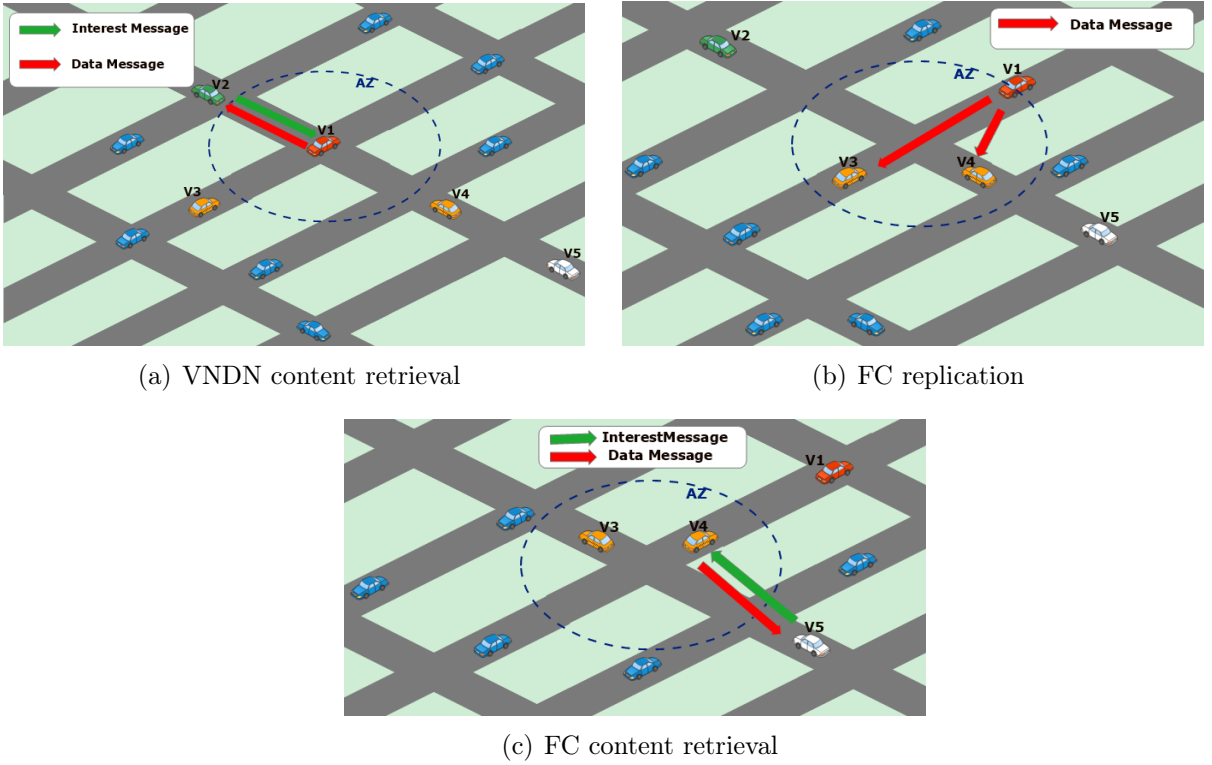 Interest Message
Data Message
V2
AZ
V1
V3
V4
V5
(a) VNDN content retrieval
Data Message
V2
AZ
V1
V3
V4
V5
(b) FC replication
InterestMessage
Data Message
V1
AZ
V3
V4
V5
(c) FC content retrieval